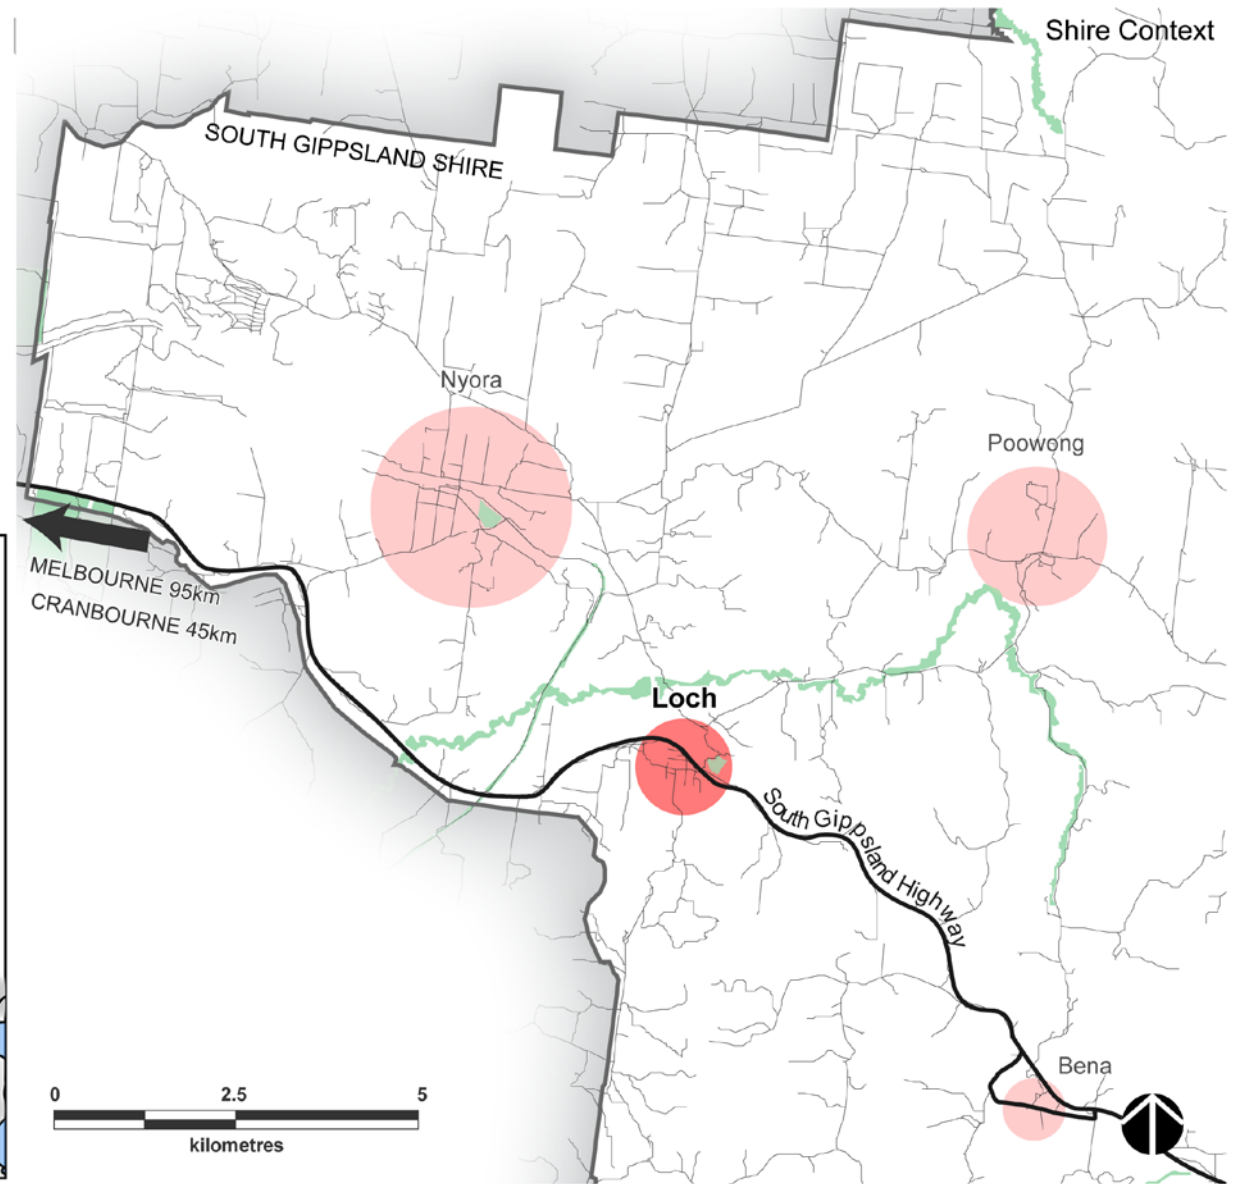 Shire Context
SOUTH GIPPSLAND SHIRE
Nyora
Poowong
MELBOURNE 95km
CRANBOURNE 45km
Loch
South Gippsland Highway
Bena
0 2.5 5
kilometres